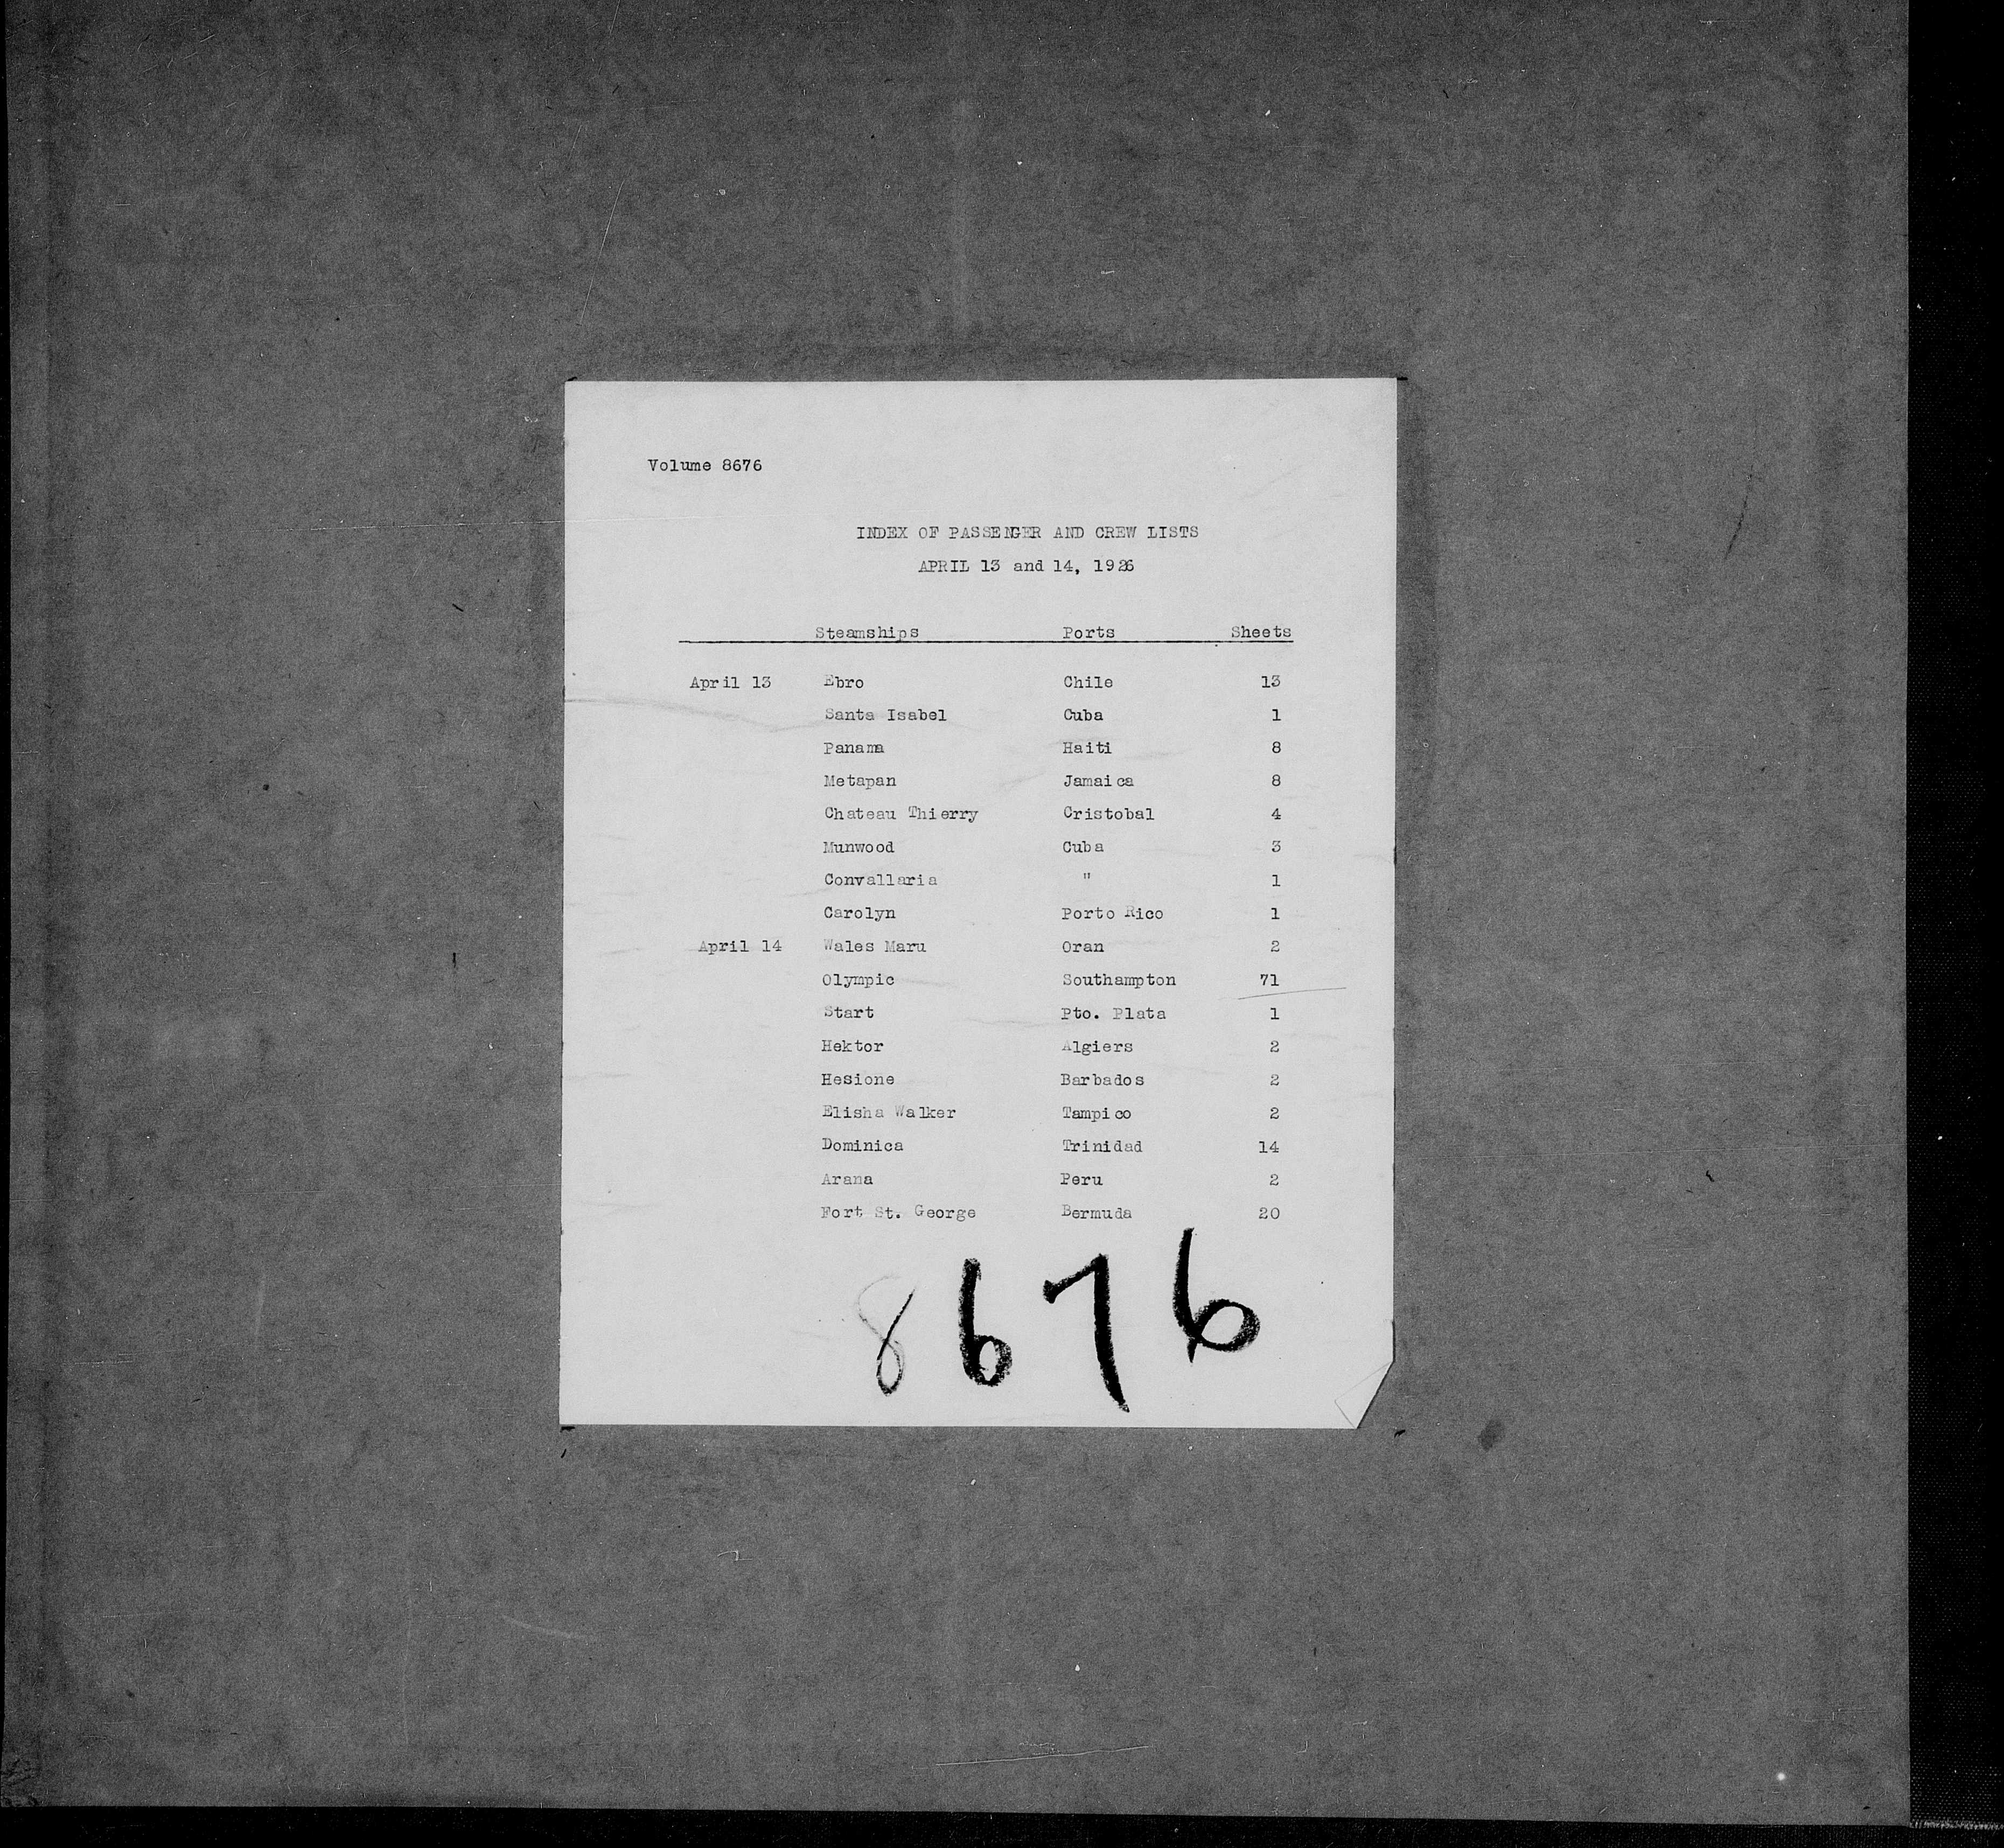 Volume 8676
INDEX OF PASSENGER AND CREW LISTS
APRIL 13 and 14, 1926
Steamships Ports Sheets
April 13 Ebro Chile 13
Santa Isabel Cuba 1
Panama Haiti 8
Metapan Jamaica 8
Chateau Thierry Cristobal 4
Munwood Cuba 3
Convallaria " 1
Carolyn Porto Rico 1
April 14 Wales Maru Oran 2
Olympic Southampton 71
Start Pto. Plata 1
Hektor Algiers 2
Hesione Barbados 2
Elisha Walker Tampico 2
Dominica Trinidad 14
Arana Peru 2
Fort St. George Bermuda 20
8676